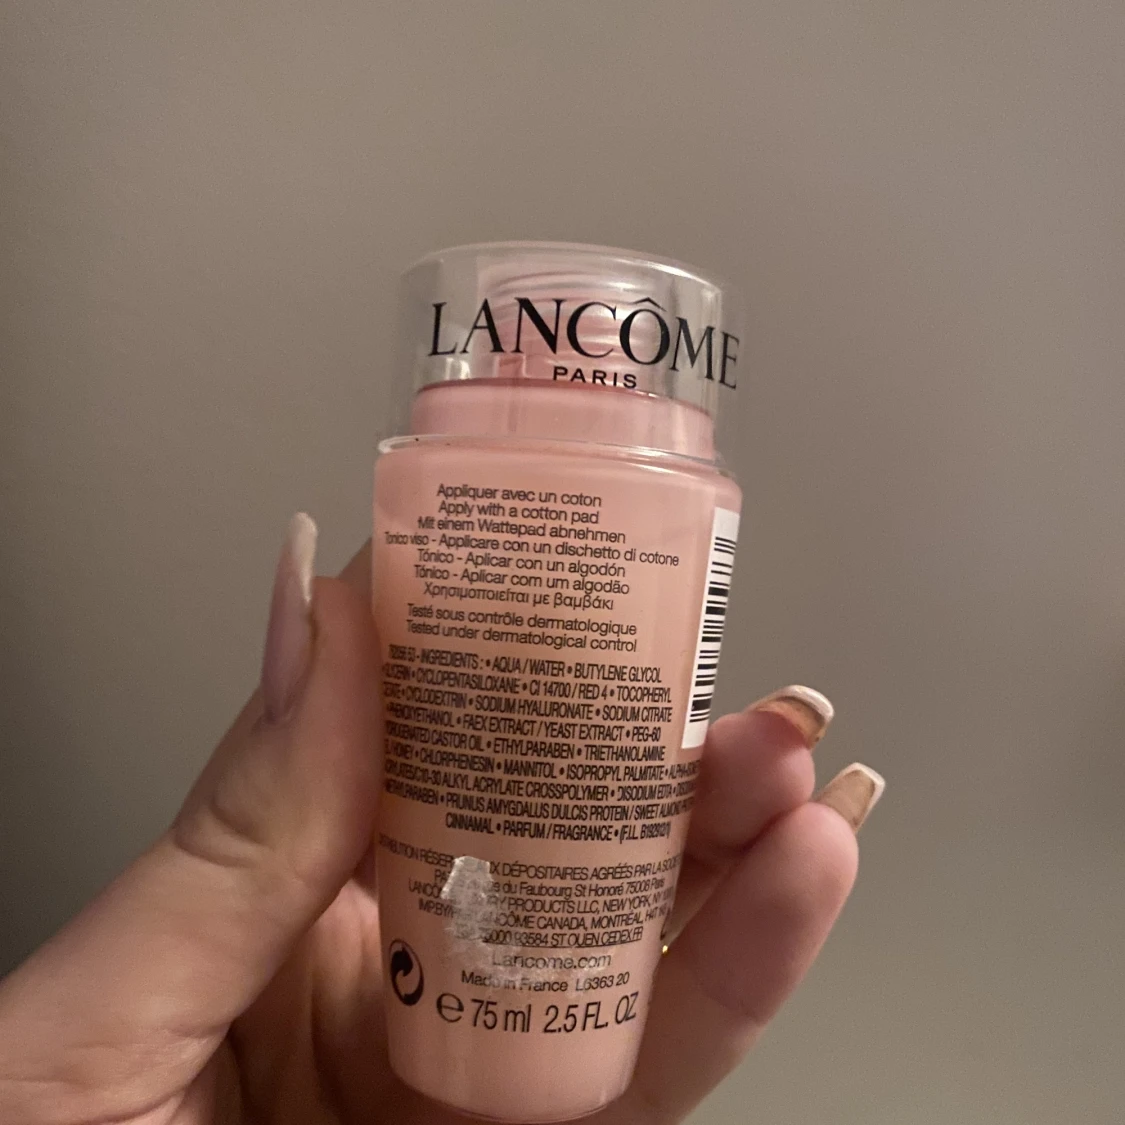 LANCÔME
PARIS
Appliquer avec un coton
Apply with a cotton pad
Mit einem Wattepad abnehmen
Tonico viso - Applicare con un dischetto di cotone
Tónico - Aplicar con un algodón
Tónico - Aplicar com um algodão
Χρησιμοποιείται με βαμβάκι
Testé sous contrôle dermatologique
Tested under dermatological control
INGREDIENTS : • AQUA / WATER • BUTYLENE GLYCOL
• CYCLOPENTASILOXANE • CI 14700 / RED 4 • TOCOPHERYL
• CYCLODEXTRIN • SODIUM HYALURONATE • SODIUM CITRATE
PHENOXYETHANOL • FAEX EXTRACT / YEAST EXTRACT • PEG-60
CASTOR OIL • ETHYLPARABEN • TRIETHANOLAMINE
/ HONEY • CHLORPHENESIN • MANNITOL • ISOPROPYL PALMITATE •
C10-30 ALKYL ACRYLATE CROSSPOLYMER • DISODIUM EDTA •
• PRUNUS AMYGDALUS DULCIS PROTEIN / SWEET ALMOND
CINNAMAL • PARFUM / FRAGRANCE •
DÉPOSITAIRES AGRÉÉS PAR LA
du Faubourg St Honoré 75008 Paris
PRODUCTS LLC, NEW YORK,
LANCÔME CANADA, MONTRÉAL,
93584 ST OUEN CEDEX FR
Lancome.com
Made in France L6363 20
℮ 75 ml 2.5 FL. OZ